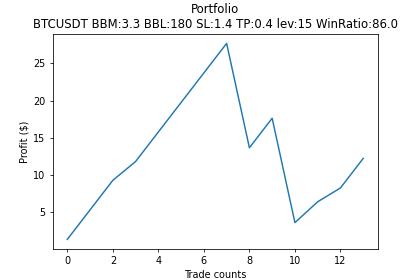 Portfolio
BTCUSDT BBM:3.3 BBL:180 SL:1.4 TP:0.4 lev:15 WinRatio:86.0
25
20
15
10
5
Profit ($)
0 2 4 6 8 10 12
Trade counts